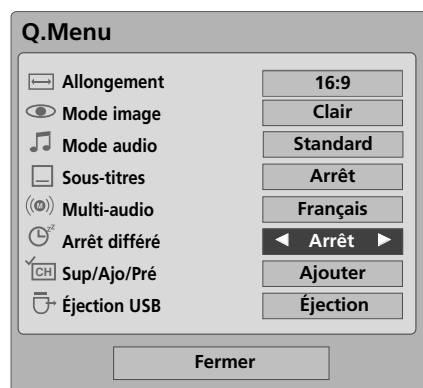 Q.Menu
Allongement 16:9
Mode image Clair
Mode audio Standard
Sous-titres Arrêt
Multi-audio Français
Arrêt différé ◄ Arrêt ►
CH Sup/Ajo/Pré Ajouter
Éjection USB Éjection
Fermer